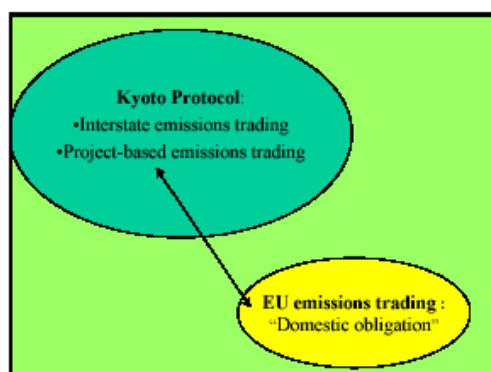 Kyoto Protocol:
•Interstate emissions trading
•Project-based emissions trading
EU emissions trading :
“Domestic obligation”